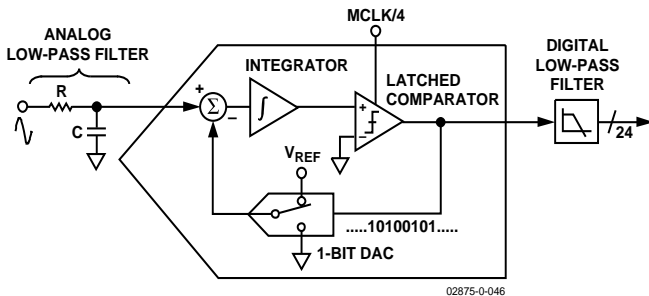 MCLK/4
ANALOG
LOW-PASS FILTER
R
C
+
Σ
–
INTEGRATOR
∫
LATCHED
COMPARATOR
+
–
DIGITAL
LOW-PASS
FILTER
24
VREF
.....10100101.....
1-BIT DAC
02875-0-046